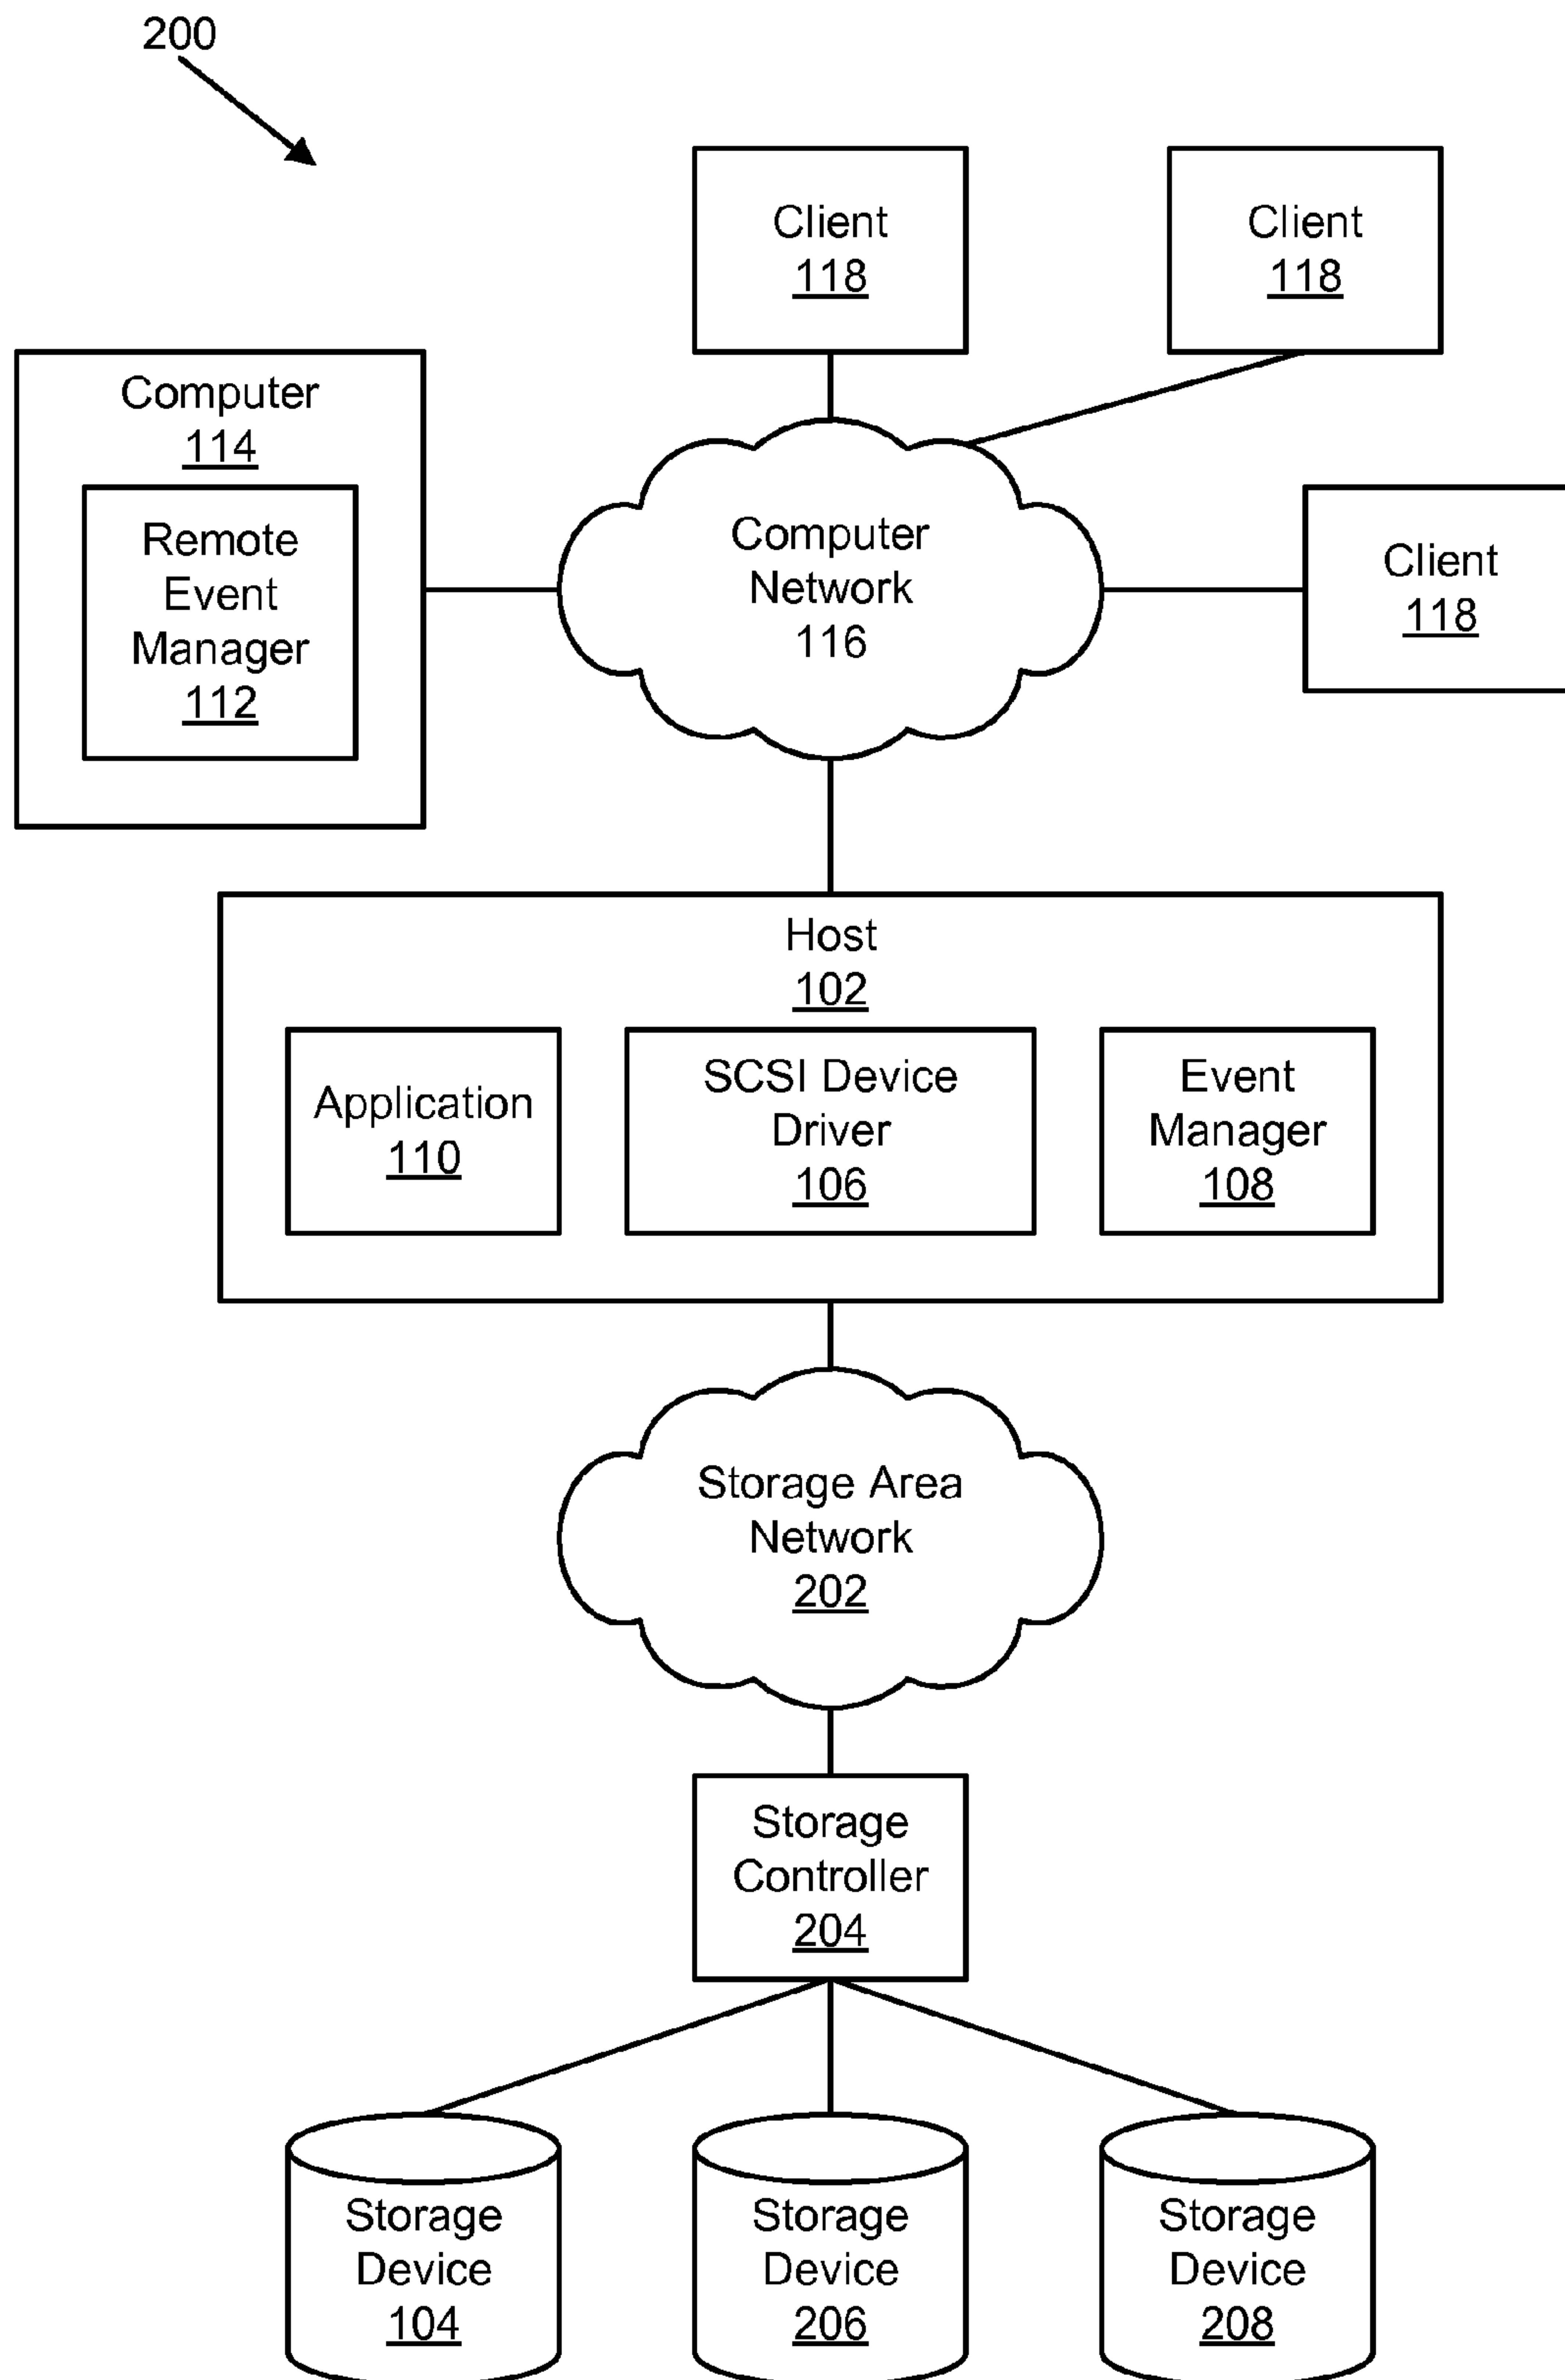 200
Client
118
Client
118
Computer
114
Remote
Event
Manager
112
Computer
Network
116
Client
118
Host
102
Application
110
SCSI Device
Driver
106
Event
Manager
108
Storage Area
Network
202
Storage
Controller
204
Storage
Device
104
Storage
Device
206
Storage
Device
208